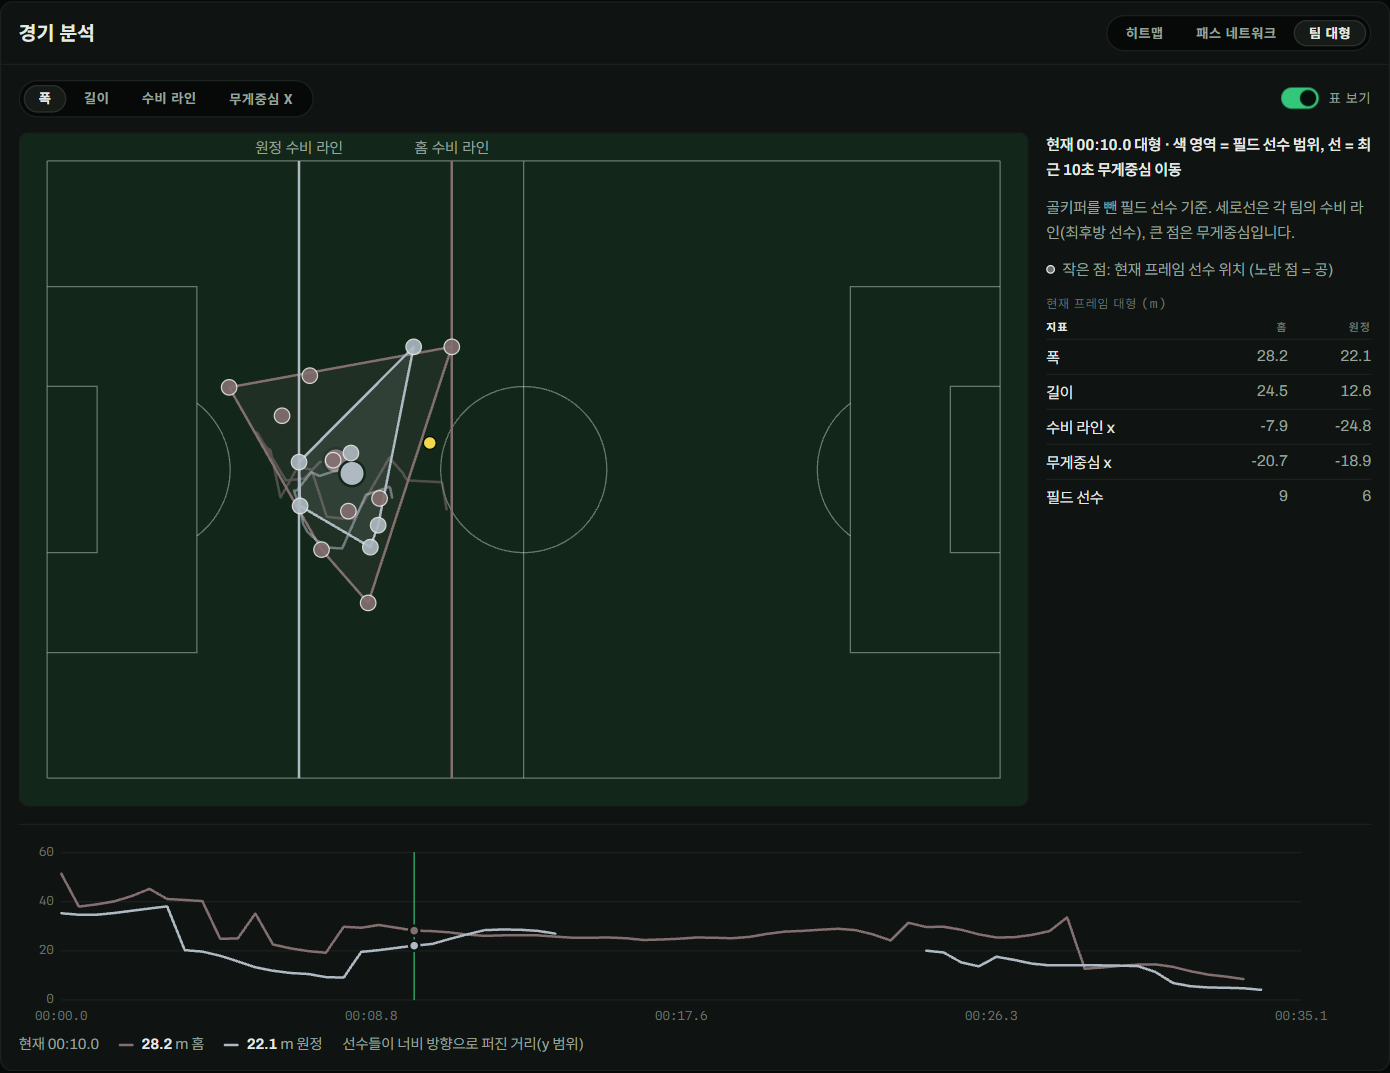 경기 분석
히트맵 패스 네트워크 팀 대형
폭 길이 수비 라인 무게중심 X
표 보기
원정 수비 라인 홈 수비 라인
현재 00:10.0 대형 · 색 영역 = 필드 선수 범위, 선 = 최
근 10초 무게중심 이동
골키퍼를 뺀 필드 선수 기준. 세로선은 각 팀의 수비 라
인(최후방 선수), 큰 점은 무게중심입니다.
작은 점: 현재 프레임 선수 위치 (노란 점 = 공)
현재 프레임 대형 (m)
지표 홈 원정
폭 28.2 22.1
길이 24.5 12.6
수비 라인 x -7.9 -24.8
무게중심 x -20.7 -18.9
필드 선수 9 6
60
40
20
0
00:00.0 00:08.8 00:17.6 00:26.3 00:35.1
현재 00:10.0 28.2 m 홈 22.1 m 원정 선수들이 너비 방향으로 퍼진 거리(y 범위)